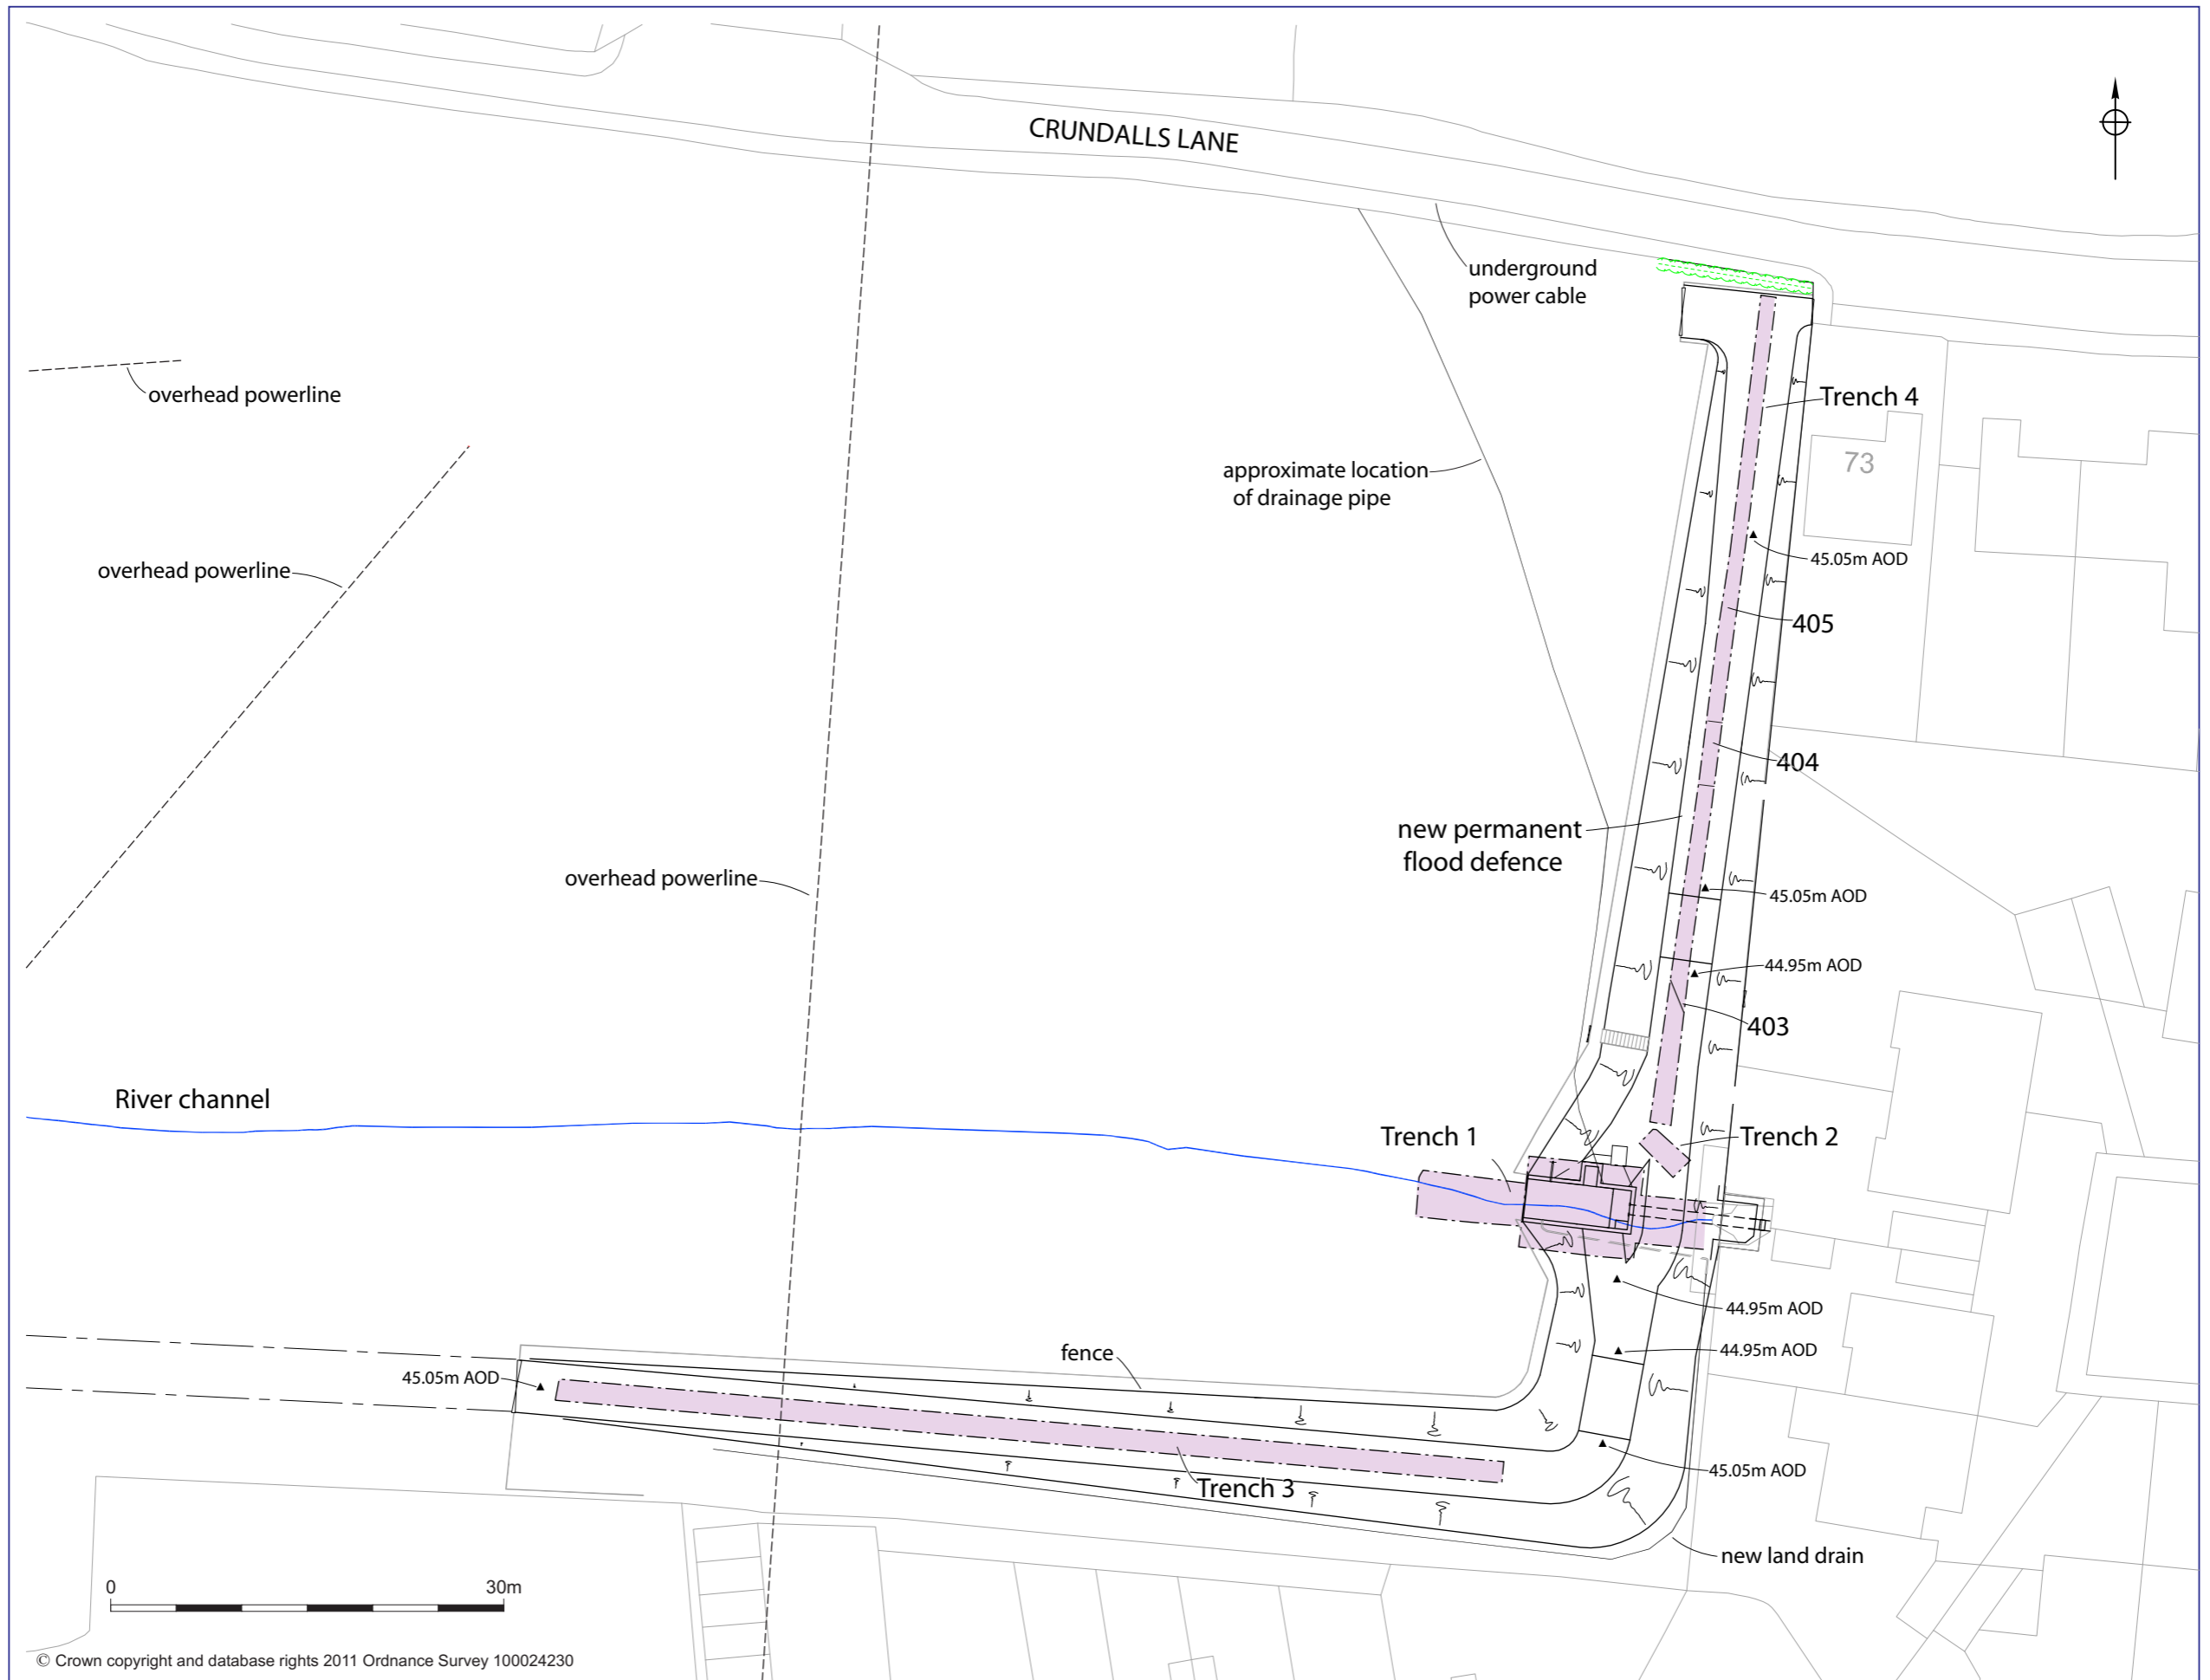 CRUNDALLS LANE
underground
power cable
overhead powerline
Trench 4
73
approximate location
of drainage pipe
45.05m AOD
overhead powerline
405
404
new permanent
flood defence
overhead powerline
45.05m AOD
44.95m AOD
403
River channel
Trench 1
Trench 2
44.95m AOD
44.95m AOD
fence
45.05m AOD
45.05m AOD
Trench 3
new land drain
0 30m
© Crown copyright and database rights 2011 Ordnance Survey 100024230